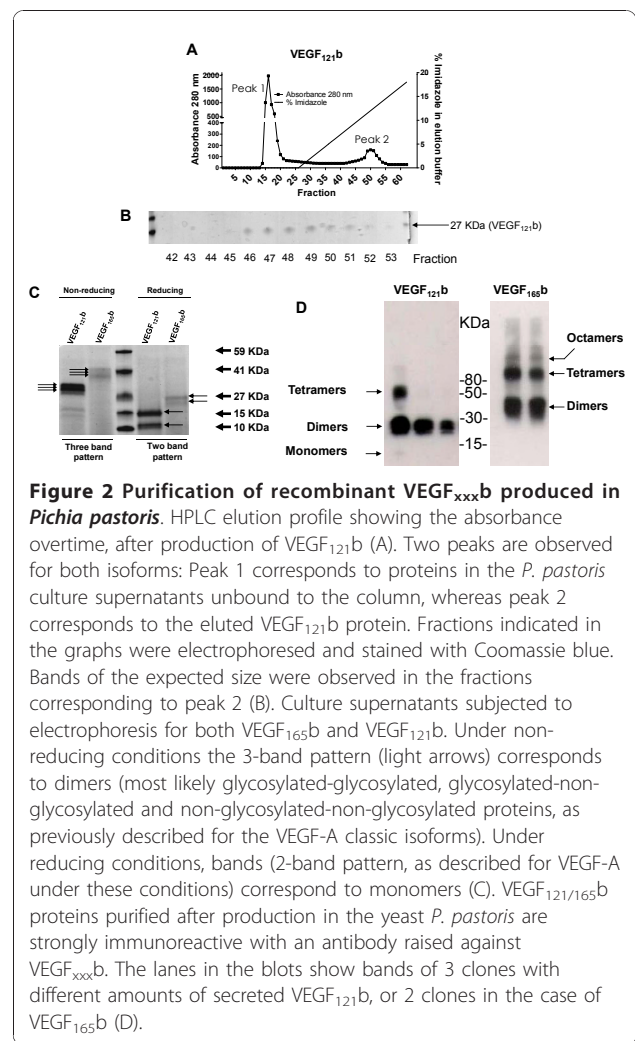 A
VEGF₁₂₁b
Absorbance 280 nm
2000
1500
1000
500
400
300
200
100
0
Peak 1
Absorbance 280 nm
% Imidazole
Peak 2
20
15
10
5
0
% Imidazole in elution buffer
5 10 15 20 25 30 35 40 45 50 55 60
Fraction
B
27 KDa (VEGF₁₂₁b)
42 43 44 45 46 47 48 49 50 51 52 53 Fraction
C
Non-reducing Reducing
VEGF₁₂₁b VEGF₁₆₅b VEGF₁₂₁b VEGF₁₆₅b
59 KDa
41 KDa
27 KDa
15 KDa
10 KDa
Three band pattern
Two band pattern
D
VEGF₁₂₁b VEGF₁₆₅b
KDa
Tetramers
Dimers
Monomers
-80-
-50-
-30-
-15-
Octamers
Tetramers
Dimers
Figure 2 Purification of recombinant VEGFₓₓₓb produced in
Pichia pastoris. HPLC elution profile showing the absorbance
overtime, after production of VEGF₁₂₁b (A). Two peaks are observed
for both isoforms: Peak 1 corresponds to proteins in the P. pastoris
culture supernatants unbound to the column, whereas peak 2
corresponds to the eluted VEGF₁₂₁b protein. Fractions indicated in
the graphs were electrophoresed and stained with Coomassie blue.
Bands of the expected size were observed in the fractions
corresponding to peak 2 (B). Culture supernatants subjected to
electrophoresis for both VEGF₁₆₅b and VEGF₁₂₁b. Under non-
reducing conditions the 3-band pattern (light arrows) corresponds
to dimers (most likely glycosylated-glycosylated, glycosylated-non-
glycosylated and non-glycosylated-non-glycosylated proteins, as
previously described for the VEGF-A classic isoforms). Under
reducing conditions, bands (2-band pattern, as described for VEGF-A
under these conditions) correspond to monomers (C). VEGF₁₂₁/₁₆₅b
proteins purified after production in the yeast P. pastoris are
strongly immunoreactive with an antibody raised against
VEGFₓₓₓb. The lanes in the blots show bands of 3 clones with
different amounts of secreted VEGF₁₂₁b, or 2 clones in the case of
VEGF₁₆₅b (D).